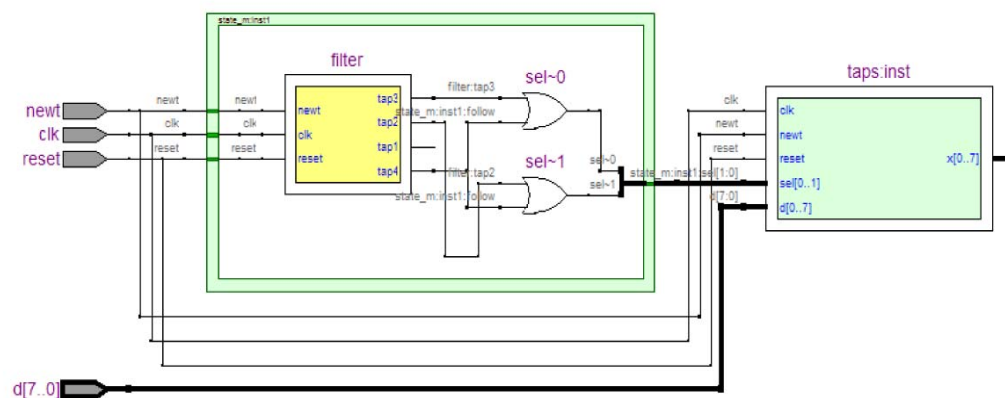 state_m:inst1
filter
sel~0
taps:inst
newt
newt
newt
newt
tap3
filter:tap3
clk
clk
clk
clk
clk
tap2
state_m:inst1:follow
newt
newt
reset
reset
reset
reset
tap1
sel~1
reset
reset
x[0..7]
tap4
filter:tap2
sel~0
state_m:inst1:sel[1:0]
sel[0..1]
state_m:inst1:follow
sel~1
d[7:0]
d[0..7]
d[7..0]